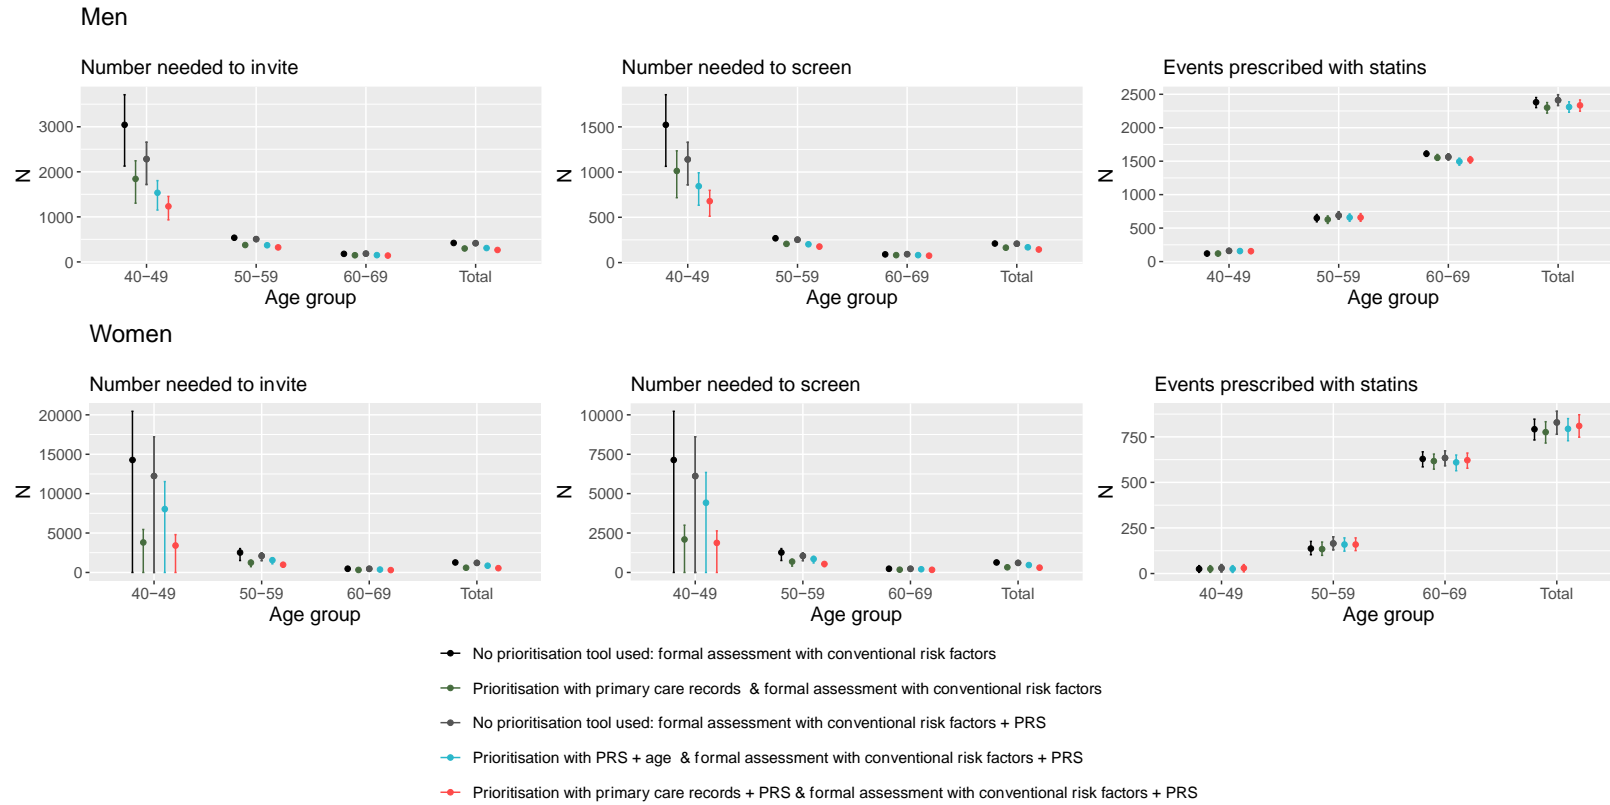 Men
Number needed to invite
Number needed to screen
Events prescribed with statins
N
3000
2000
1000
0
40−49
50−59
60−69
Total
Age group
N
1500
1000
500
0
40−49
50−59
60−69
Total
Age group
N
2500
2000
1500
1000
500
0
40−49
50−59
60−69
Total
Age group
Women
Number needed to invite
Number needed to screen
Events prescribed with statins
N
20000
15000
10000
5000
0
40−49
50−59
60−69
Total
Age group
N
10000
7500
5000
2500
0
40−49
50−59
60−69
Total
Age group
N
750
500
250
0
40−49
50−59
60−69
Total
Age group
No prioritisation tool used: formal assessment with conventional risk factors
Prioritisation with primary care records & formal assessment with conventional risk factors
No prioritisation tool used: formal assessment with conventional risk factors + PRS
Prioritisation with PRS + age & formal assessment with conventional risk factors + PRS
Prioritisation with primary care records + PRS & formal assessment with conventional risk factors + PRS